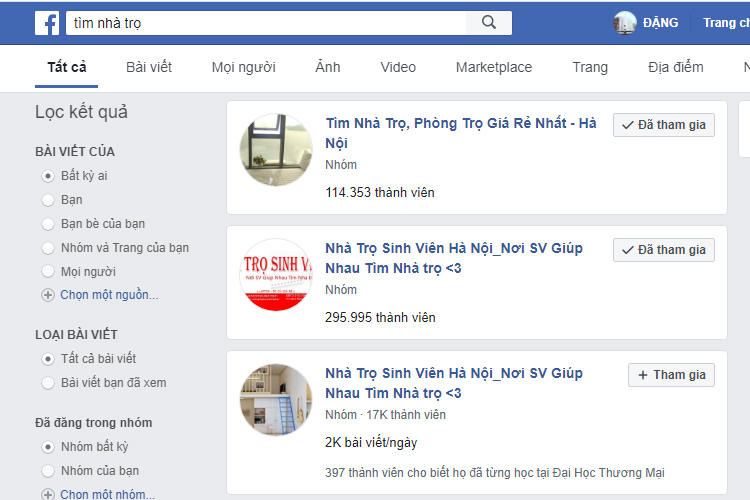 f
tìm nhà trọ
ĐẶNG
Trang ch
Tất cả
Bài viết
Mọi người
Ảnh
Video
Marketplace
Trang
Địa điểm
N
Lọc kết quả
BÀI VIẾT CỦA
Bất kỳ ai
Bạn
Bạn bè của bạn
Nhóm và Trang của bạn
Mọi người
Chọn một nguồn...
LOẠI BÀI VIẾT
Tất cả bài viết
Bài viết bạn đã xem
Đã đăng trong nhóm
Nhóm bất kỳ
Nhóm của bạn
Chọn một nhóm...
Tìm Nhà Trọ, Phòng Trọ Giá Rẻ Nhất - Hà
Nội
Đã tham gia
Nhóm
114.353 thành viên
TRỌ SINH V
Nơi SV Giúp Nhau Tìm Nhà
Nhà Trọ Sinh Viên Hà Nội_Nơi SV Giúp
Nhau Tìm Nhà trọ <3
Đã tham gia
Nhóm
295.995 thành viên
Nhà Trọ Sinh Viên Hà Nội_Nơi SV Giúp
Nhau Tìm Nhà trọ <3
Tham gia
Nhóm · 17K thành viên
2K bài viết/ngày
397 thành viên cho biết họ đã từng học tại Đại Học Thương Mại